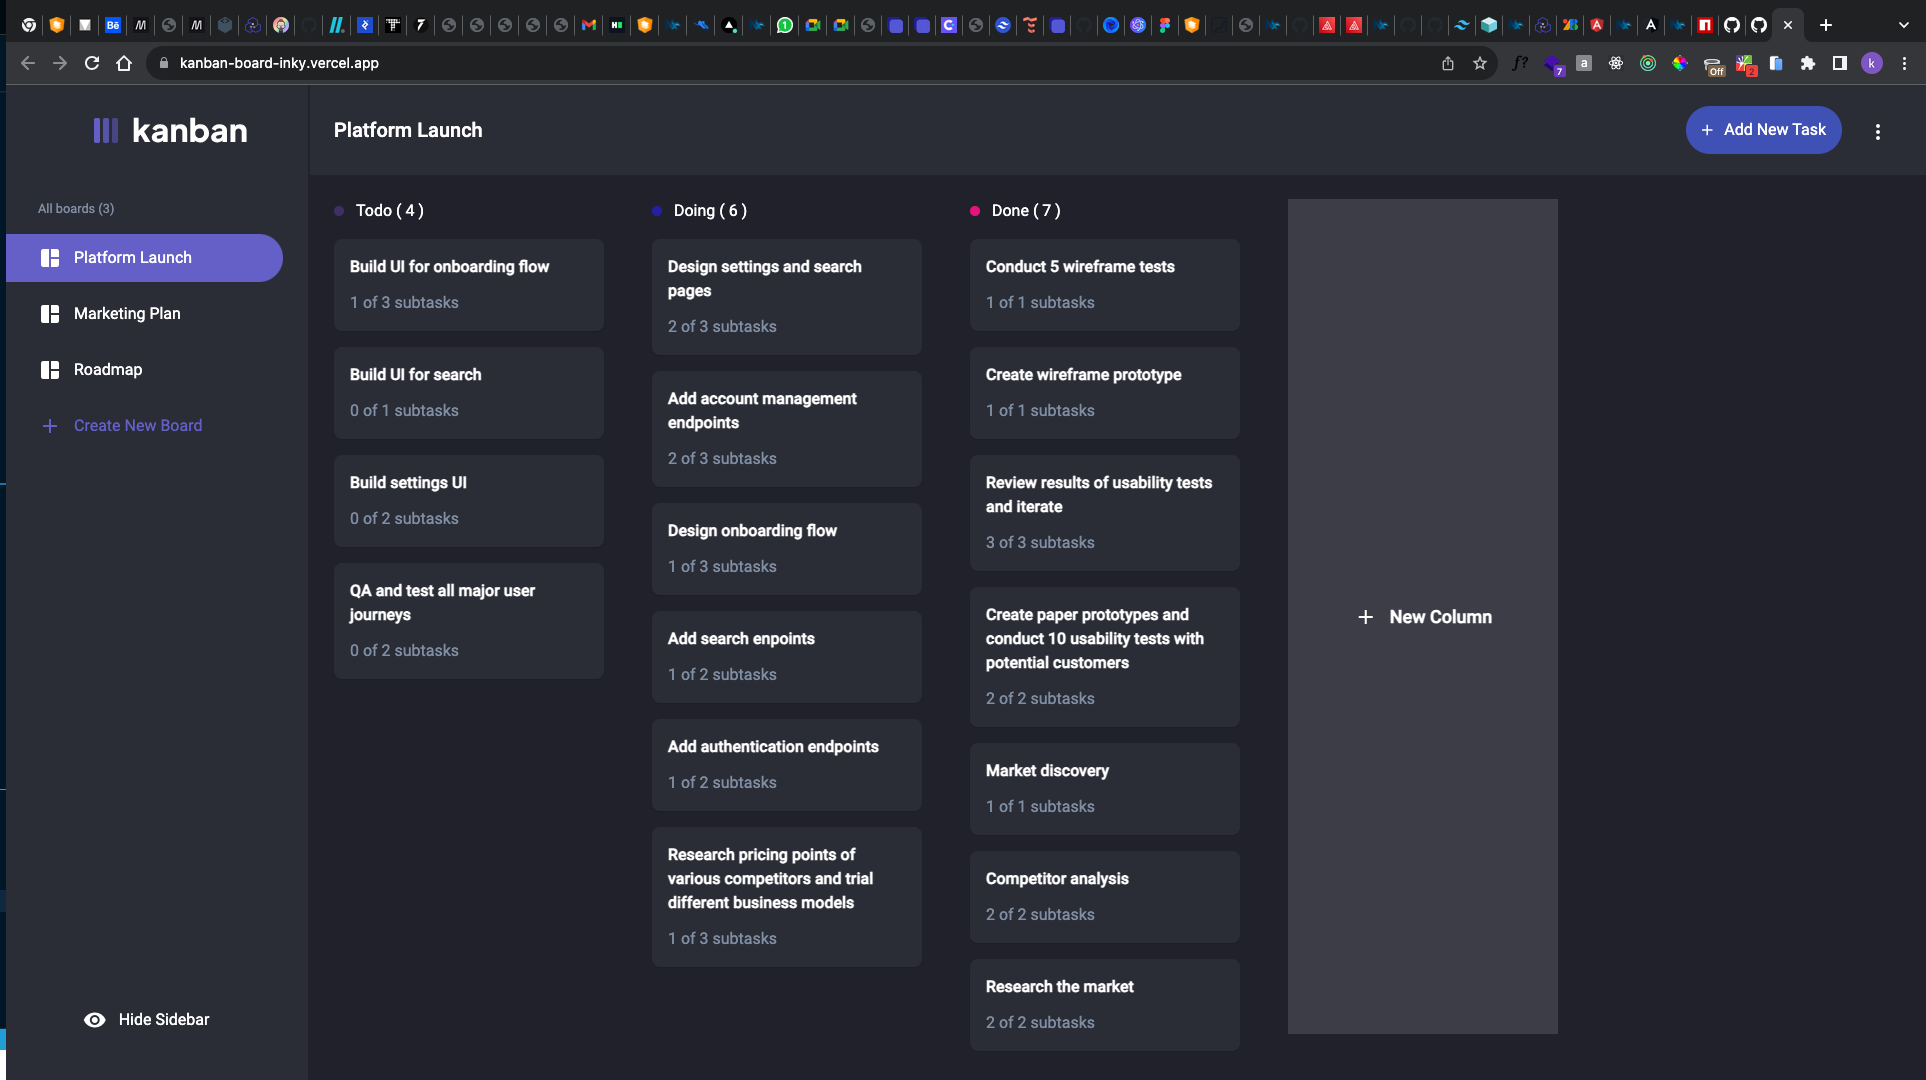 kanban-board-inky.vercel.app
7
a
Off
2
k
kanban
Platform Launch
+ Add New Task
All boards (3)
Platform Launch
Marketing Plan
Roadmap
+ Create New Board
Hide Sidebar
Todo ( 4 )
Build UI for onboarding flow
1 of 3 subtasks
Build UI for search
0 of 1 subtasks
Build settings UI
0 of 2 subtasks
QA and test all major user
journeys
0 of 2 subtasks
Doing ( 6 )
Design settings and search
pages
2 of 3 subtasks
Add account management
endpoints
2 of 3 subtasks
Design onboarding flow
1 of 3 subtasks
Add search enpoints
1 of 2 subtasks
Add authentication endpoints
1 of 2 subtasks
Research pricing points of
various competitors and trial
different business models
1 of 3 subtasks
Done ( 7 )
Conduct 5 wireframe tests
1 of 1 subtasks
Create wireframe prototype
1 of 1 subtasks
Review results of usability tests
and iterate
3 of 3 subtasks
Create paper prototypes and
conduct 10 usability tests with
potential customers
2 of 2 subtasks
Market discovery
1 of 1 subtasks
Competitor analysis
2 of 2 subtasks
Research the market
2 of 2 subtasks
+ New Column